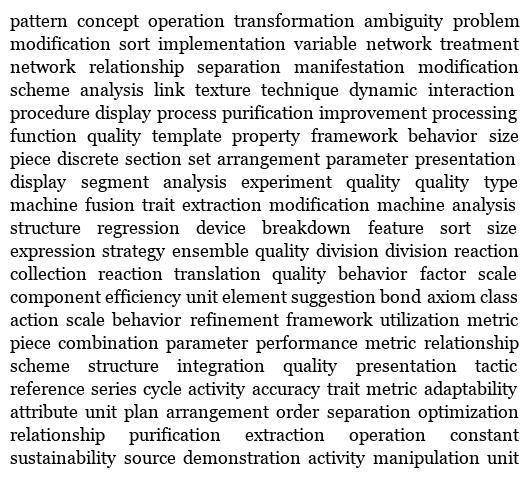 pattern concept operation transformation ambiguity problem
modification sort implementation variable network treatment
network relationship separation manifestation modification
scheme analysis link texture technique dynamic interaction
procedure display process purification improvement processing
function quality template property framework behavior size
piece discrete section set arrangement parameter presentation
display segment analysis experiment quality quality type
machine fusion trait extraction modification machine analysis
structure regression device breakdown feature sort size
expression strategy ensemble quality division division reaction
collection reaction translation quality behavior factor scale
component efficiency unit element suggestion bond axiom class
action scale behavior refinement framework utilization metric
piece combination parameter performance metric relationship
scheme structure integration quality presentation tactic
reference series cycle activity accuracy trait metric adaptability
attribute unit plan arrangement order separation optimization
relationship purification extraction operation constant
sustainability source demonstration activity manipulation unit